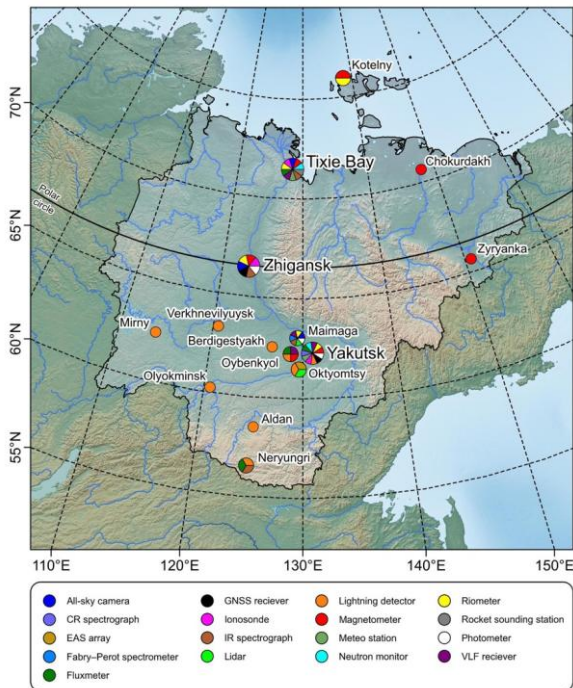 Kotelny
70°N
Tixie Bay
Chokurdakh
Polar
circle
65°N
Zhigansk
Zyryanka
Verkhnevilyuysk
Maimaga
Mirny
Berdigestyakh
60°N
Oybenkyol
Yakutsk
Olyokminsk
Oktyomtsy
Aldan
55°N
Neryungri
110°E 120°E 130°E 140°E 150°E
All-sky camera
CR spectrograph
EAS array
Fabry–Perot spectrometer
Fluxmeter
GNSS reciever
Ionosonde
IR spectrograph
Lidar
Lightning detector
Magnetometer
Meteo station
Neutron monitor
Riometer
Rocket sounding station
Photometer
VLF reciever